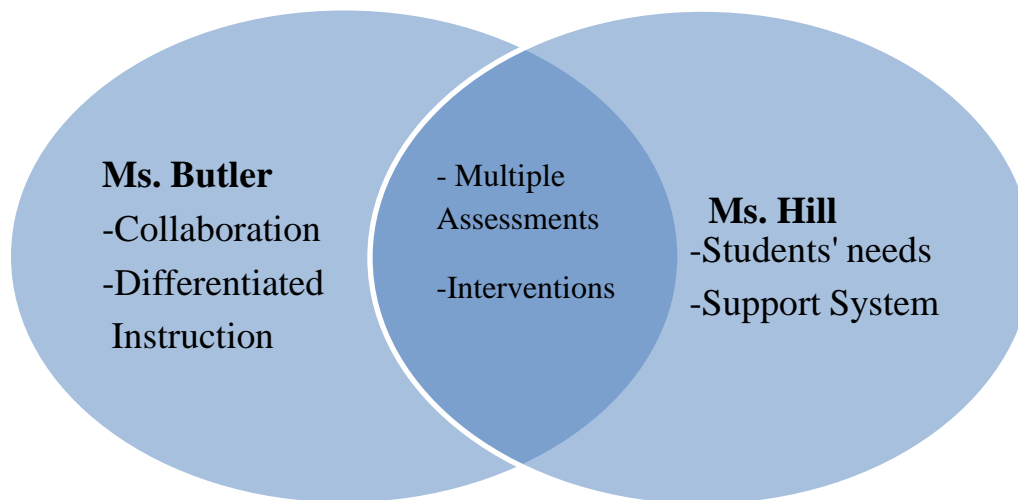 Ms. Butler
-Collaboration
-Differentiated
Instruction
- Multiple
Assessments
-Interventions
Ms. Hill
-Students' needs
-Support System